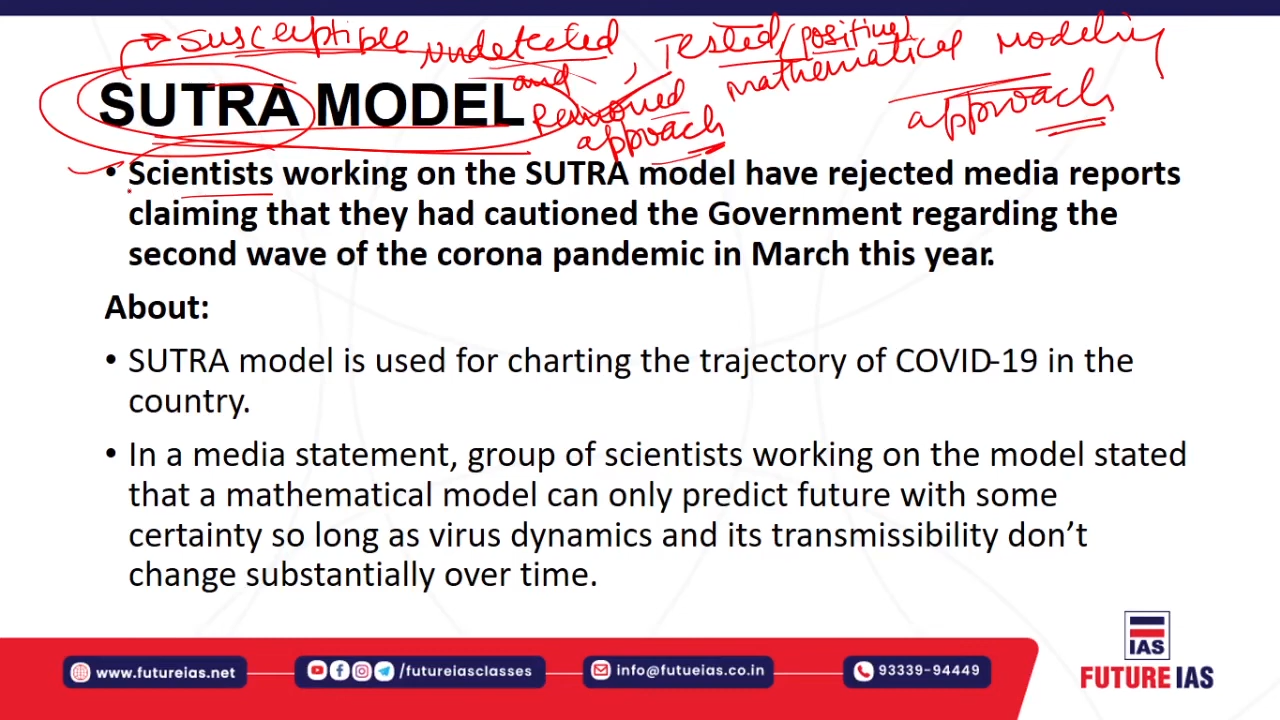 Susceptible, undetected, Tested/(positive)
and
Removed mathematical modeling
approach approach
SUTRA MODEL
• Scientists working on the SUTRA model have rejected media reports
claiming that they had cautioned the Government regarding the
second wave of the corona pandemic in March this year.
About:
• SUTRA model is used for charting the trajectory of COVID-19 in the
country.
• In a media statement, group of scientists working on the model stated
that a mathematical model can only predict future with some
certainty so long as virus dynamics and its transmissibility don’t
change substantially over time.
www.futureias.net
/futureiasclasses
info@futueias.co.in
93339-94449
IAS
FUTURE IAS